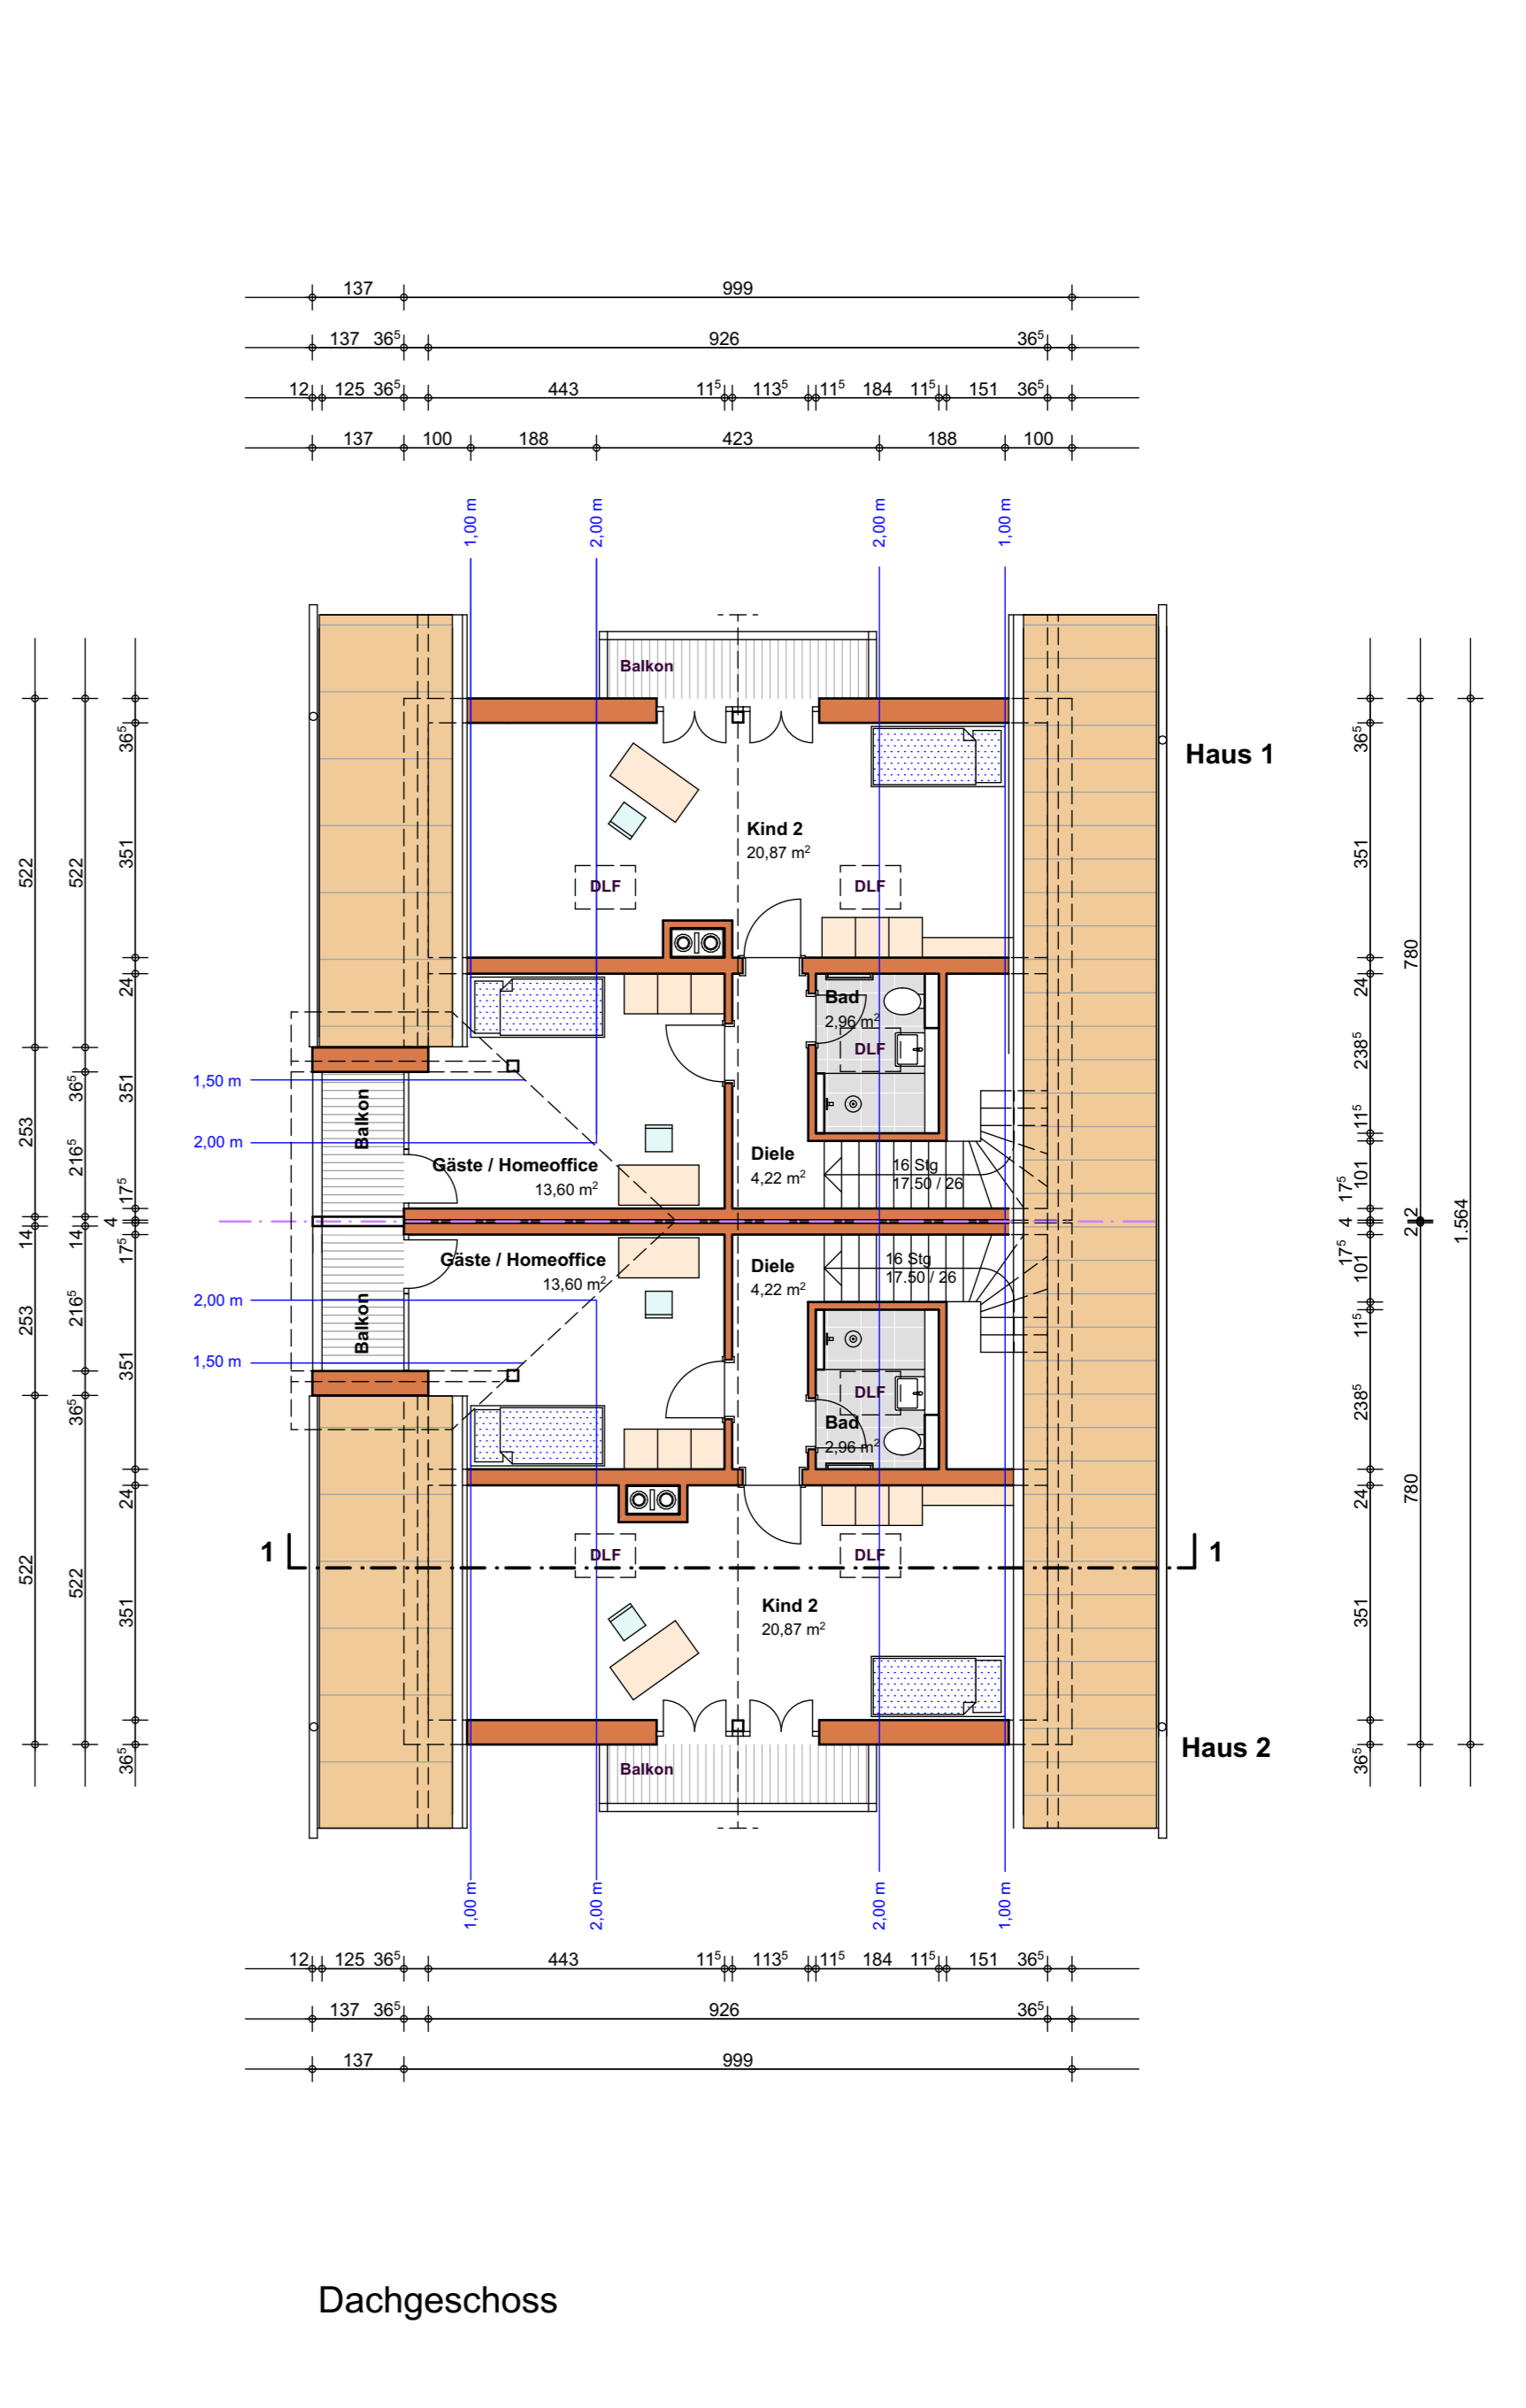 137 999
137 36⁵ 926 36⁵
12 125 36⁵ 443 11⁵ 113⁵ 11⁵ 184 11⁵ 151 36⁵
137 100 188 423 188 100
1,00 m 2,00 m 2,00 m 1,00 m
Balkon
Haus 1
Kind 2
20,87 m²
DLF DLF
Bad
2,96 m²
DLF
1,50 m
Balkon
2,00 m
Gäste / Homeoffice
13,60 m²
Diele
4,22 m²
16 Stg
17.50 / 26
Gäste / Homeoffice
13,60 m²
Diele
4,22 m²
16 Stg
17.50 / 26
2,00 m
Balkon
1,50 m
DLF
Bad
2,96 m²
1 1
DLF DLF
Kind 2
20,87 m²
Haus 2
Balkon
1,00 m 2,00 m 2,00 m 1,00 m
522 253 14 253 522
522 36⁵ 216⁵ 14 216⁵ 36⁵ 522
36⁵ 351 24 351 17⁵ 4 17⁵ 351 24 351 36⁵
36⁵ 351 24 238⁵ 11⁵ 101 17⁵ 4 17⁵ 101 11⁵ 238⁵ 24 351 36⁵
780 2 2 780
1.564
12 125 36⁵ 443 11⁵ 113⁵ 11⁵ 184 11⁵ 151 36⁵
137 36⁵ 926 36⁵
137 999
Dachgeschoss